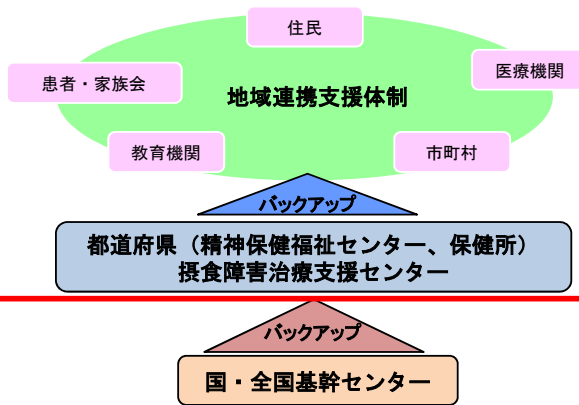 住民
患者・家族会
医療機関
地域連携支援体制
教育機関
市町村
バックアップ
都道府県（精神保健福祉センター、保健所）
摂食障害治療支援センター
バックアップ
国・全国基幹センター